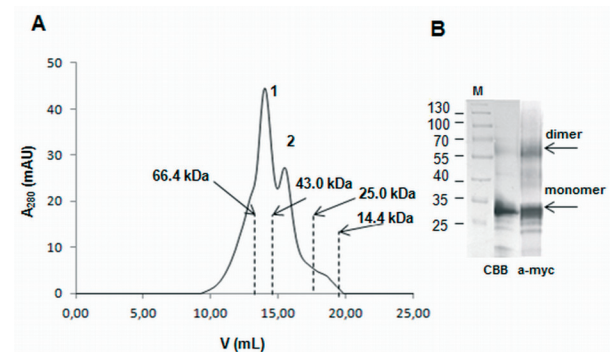 A
50
40
30
20
10
0
A280 (mAU)
1
2
66.4 kDa
43.0 kDa
25.0 kDa
14.4 kDa
0,00 5,00 10,00 15,00 20,00 25,00
V (mL)
B
M
130
100
70
55
40
35
25
dimer
monomer
CBB a-myc